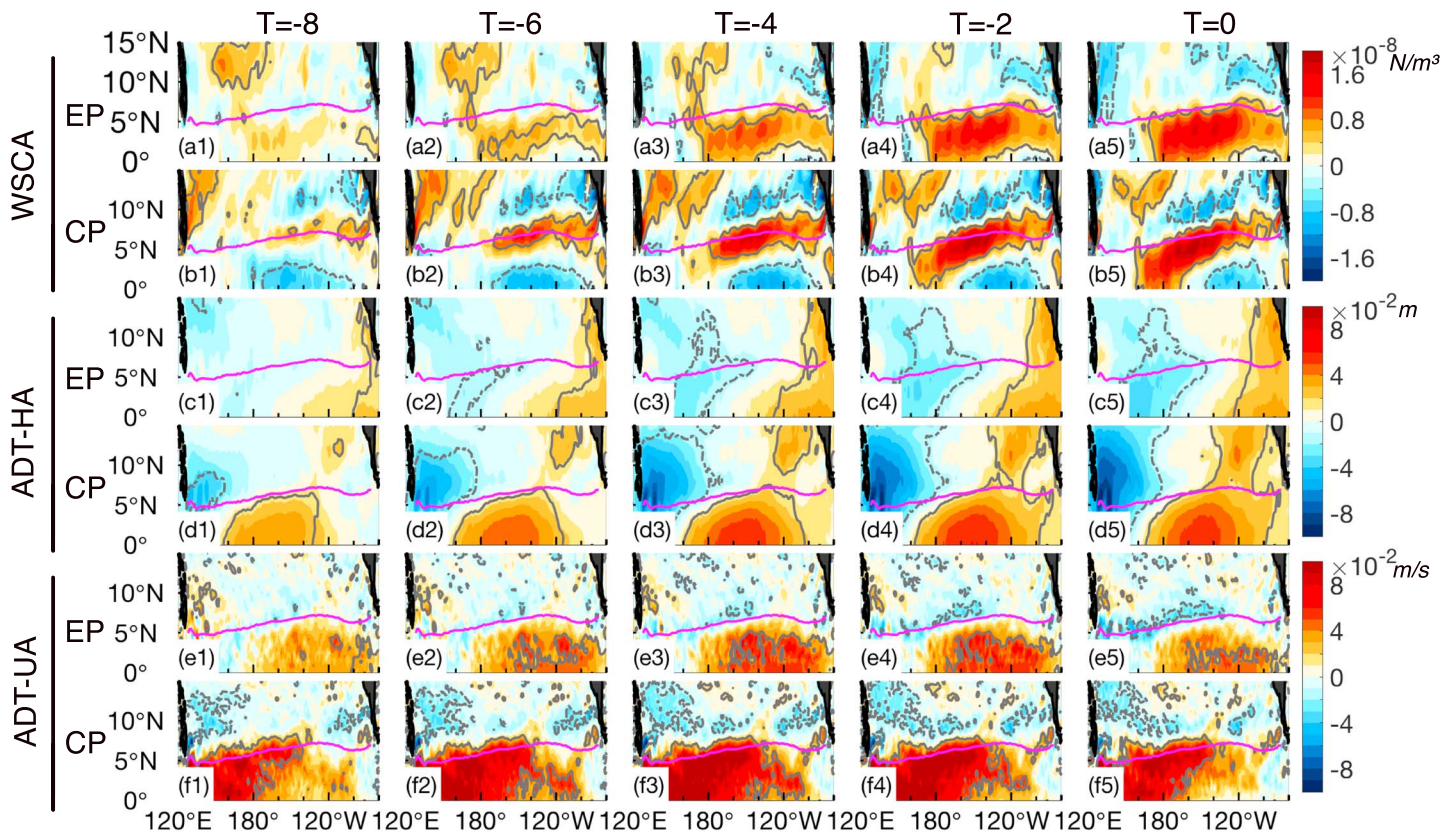 T=-8 T=-6 T=-4 T=-2 T=0
15°N
10°N
5°N
0°
EP
(a1) (a2) (a3) (a4) (a5)
×10⁻⁸ N/m³
1.6
0.8
0
-0.8
-1.6
WSCA
10°N
5°N
0°
CP
(b1) (b2) (b3) (b4) (b5)
10°N
5°N
0°
EP
(c1) (c2) (c3) (c4) (c5)
×10⁻² m
8
4
0
-4
-8
ADT-HA
10°N
5°N
0°
CP
(d1) (d2) (d3) (d4) (d5)
10°N
5°N
0°
EP
(e1) (e2) (e3) (e4) (e5)
×10⁻² m/s
8
4
0
-4
-8
ADT-UA
10°N
5°N
0°
CP
(f1) (f2) (f3) (f4) (f5)
120°E 180° 120°W 120°E 180° 120°W 120°E 180° 120°W 120°E 180° 120°W 120°E 180° 120°W